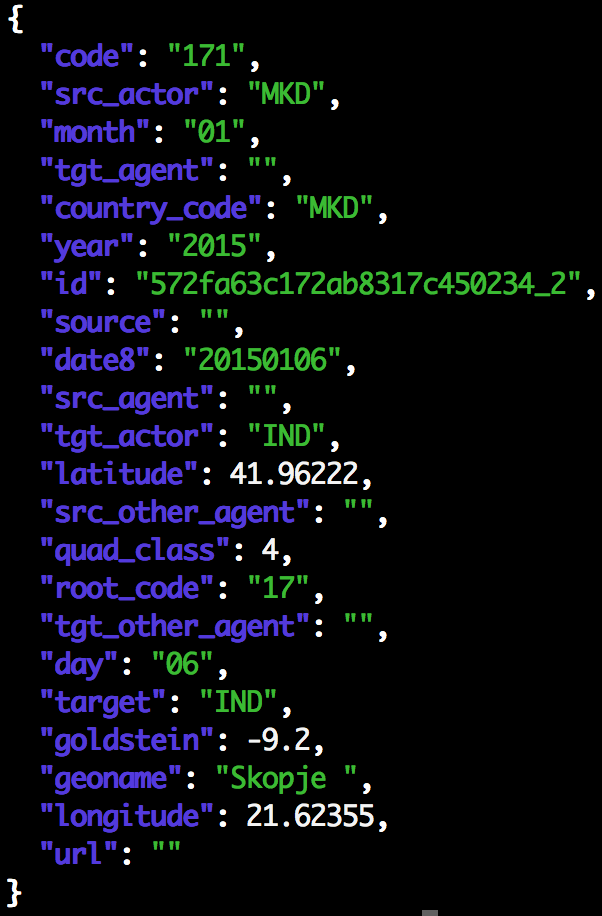 {
"code": "171",
"src_actor": "MKD",
"month": "01",
"tgt_agent": "",
"country_code": "MKD",
"year": "2015",
"id": "572fa63c172ab8317c450234_2",
"source": "",
"date8": "20150106",
"src_agent": "",
"tgt_actor": "IND",
"latitude": 41.96222,
"src_other_agent": "",
"quad_class": 4,
"root_code": "17",
"tgt_other_agent": "",
"day": "06",
"target": "IND",
"goldstein": -9.2,
"geoname": "Skopje ",
"longitude": 21.62355,
"url": ""
}